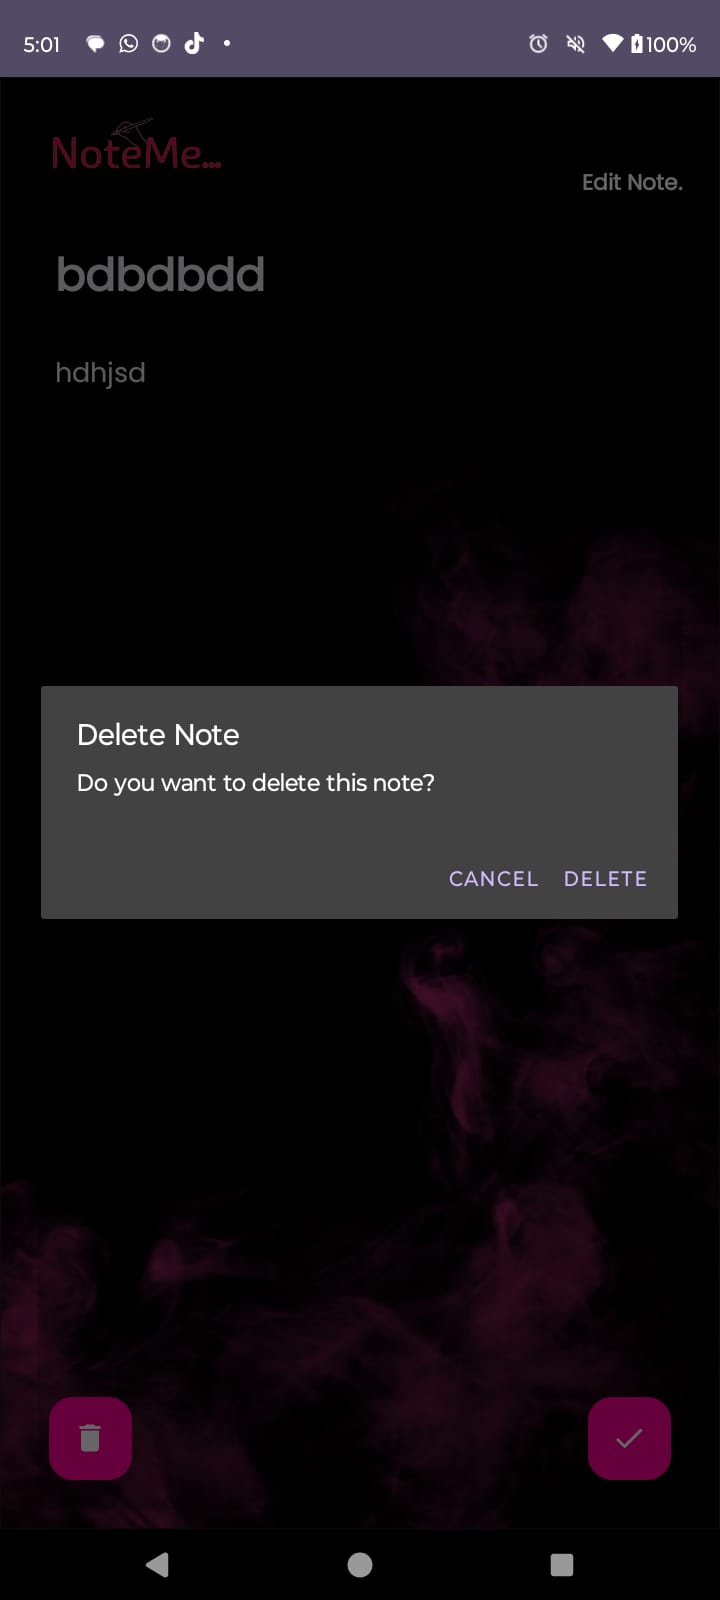 5:01
100%
NoteMe...
Edit Note.
bdbdbdd
hdhjsd
Delete Note
Do you want to delete this note?
CANCEL DELETE